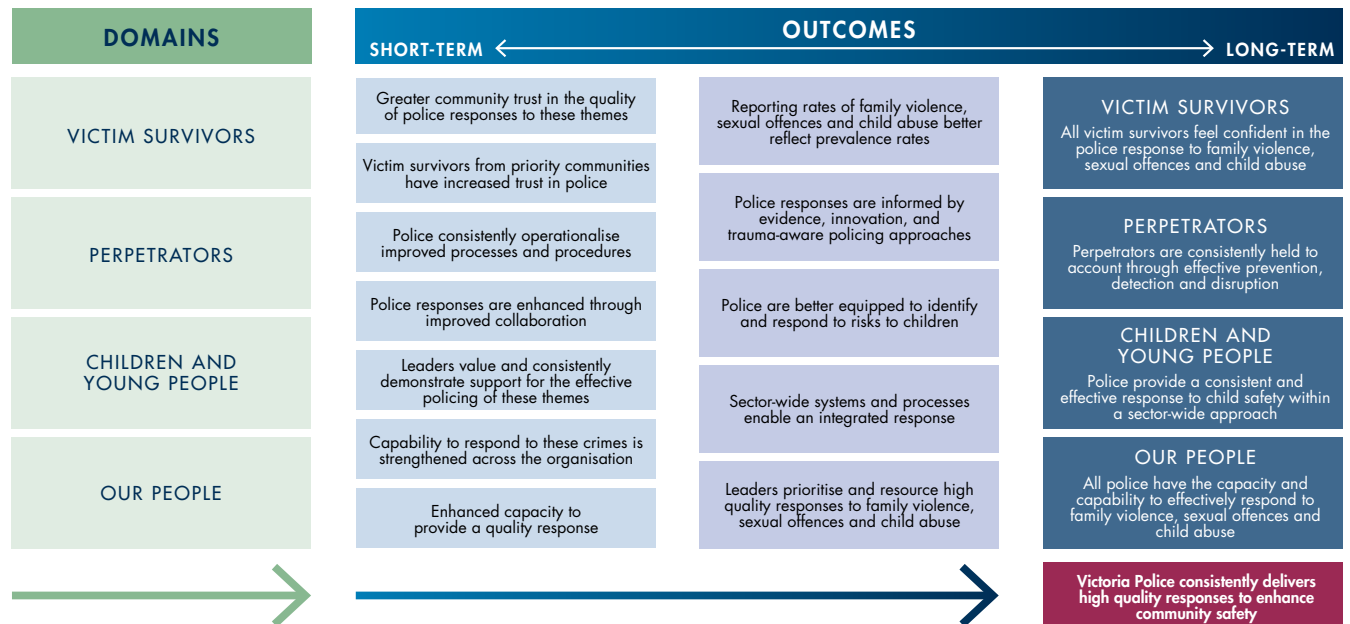 DOMAINS
OUTCOMES
SHORT-TERM
LONG-TERM
VICTIM SURVIVORS
PERPETRATORS
CHILDREN AND
YOUNG PEOPLE
OUR PEOPLE
Greater community trust in the quality
of police responses to these themes
Victim survivors from priority communities
have increased trust in police
Police consistently operationalise
improved processes and procedures
Police responses are enhanced through
improved collaboration
Leaders value and consistently
demonstrate support for the effective
policing of these themes
Capability to respond to these crimes is
strengthened across the organisation
Enhanced capacity to
provide a quality response
Reporting rates of family violence,
sexual offences and child abuse better
reflect prevalence rates
Police responses are informed by
evidence, innovation, and
trauma-aware policing approaches
Police are better equipped to identify
and respond to risks to children
Sector-wide systems and processes
enable an integrated response
Leaders prioritise and resource high
quality responses to family violence,
sexual offences and child abuse
VICTIM SURVIVORS
All victim survivors feel confident in the
police response to family violence,
sexual offences and child abuse
PERPETRATORS
Perpetrators are consistently held to
account through effective prevention,
detection and disruption
CHILDREN AND
YOUNG PEOPLE
Police provide a consistent and
effective response to child safety within
a sector-wide approach
OUR PEOPLE
All police have the capacity and
capability to effectively respond to
family violence, sexual offences and
child abuse
Victoria Police consistently delivers
high quality responses to enhance
community safety